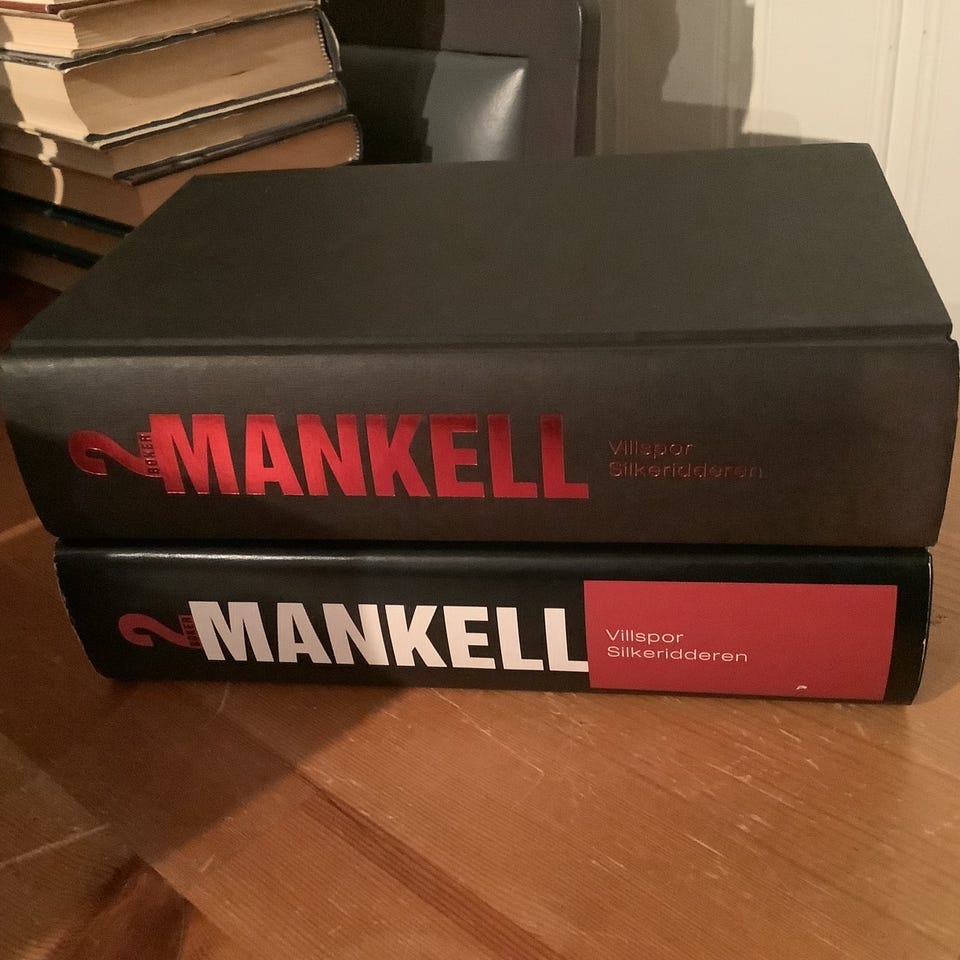 2 BØKER MANKELL
Villspor
Silkeridderen
2 BØKER MANKELL
Villspor
Silkeridderen